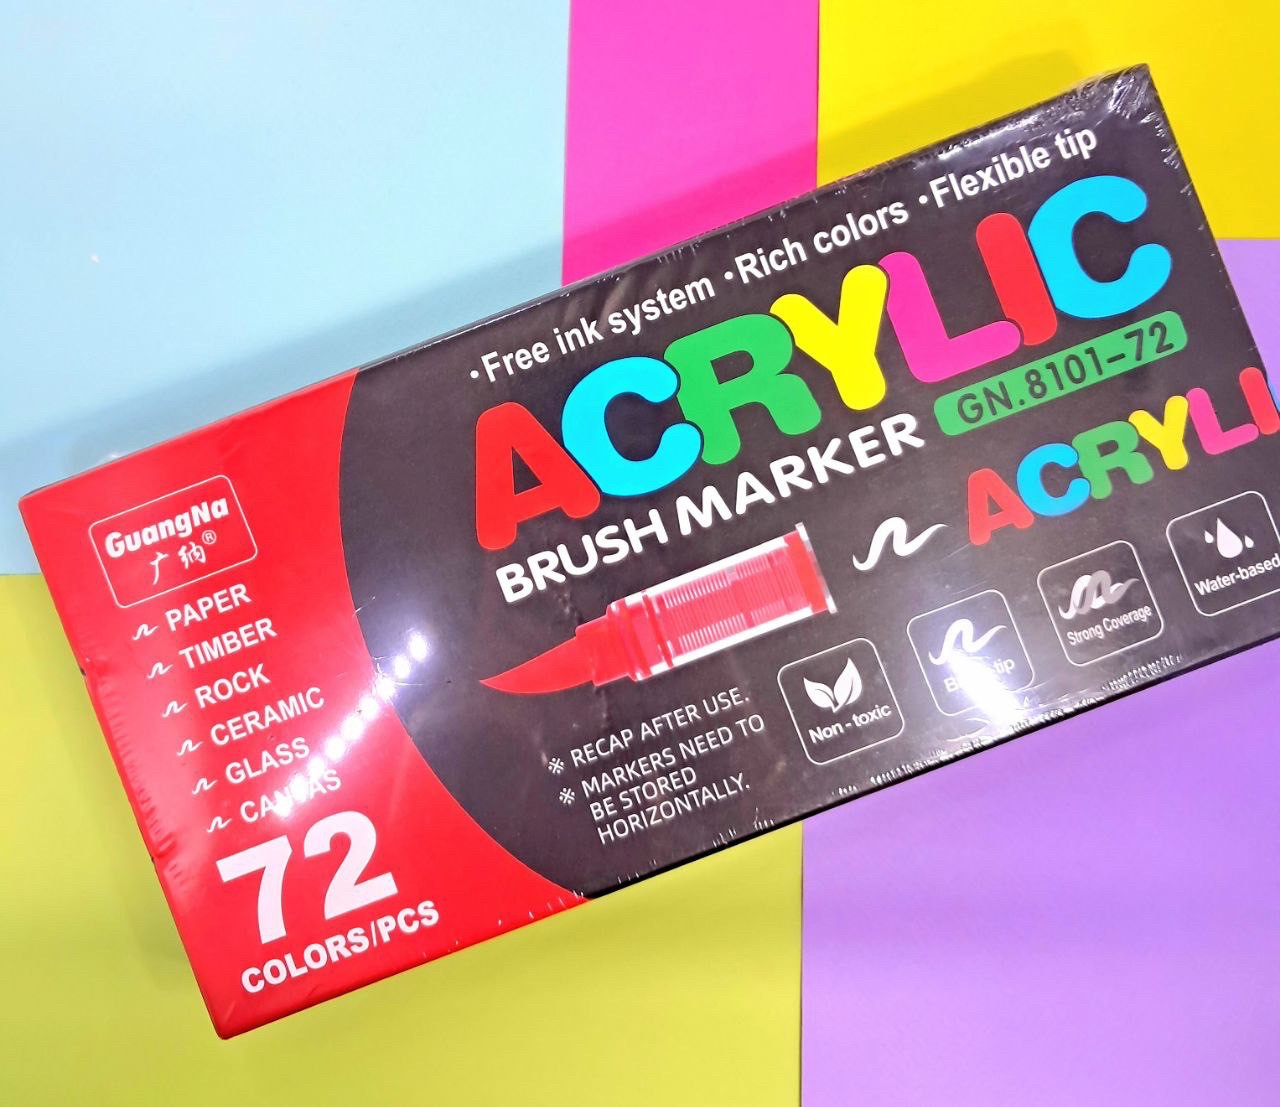 ·Free ink system ·Rich colors ·Flexible tip
ACRYLIC
BRUSH MARKER
GN.8101-72
ACRYLI
GuangNa
广纳®
PAPER
TIMBER
ROCK
CERAMIC
GLASS
CANVAS
72
COLORS/PCS
※ RECAP AFTER USE.
※ MARKERS NEED TO
BE STORED
HORIZONTALLY.
Non-toxic
tip
Strong Coverage
Water-based